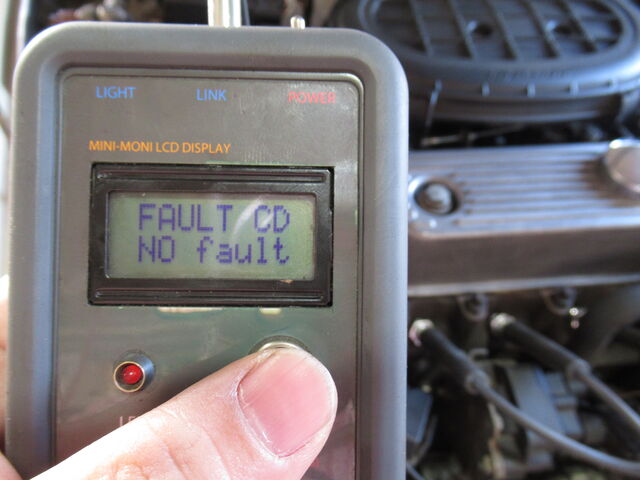 LIGHT LINK POWER
MINI-MONI LCD DISPLAY
FAULT CD
NO fault